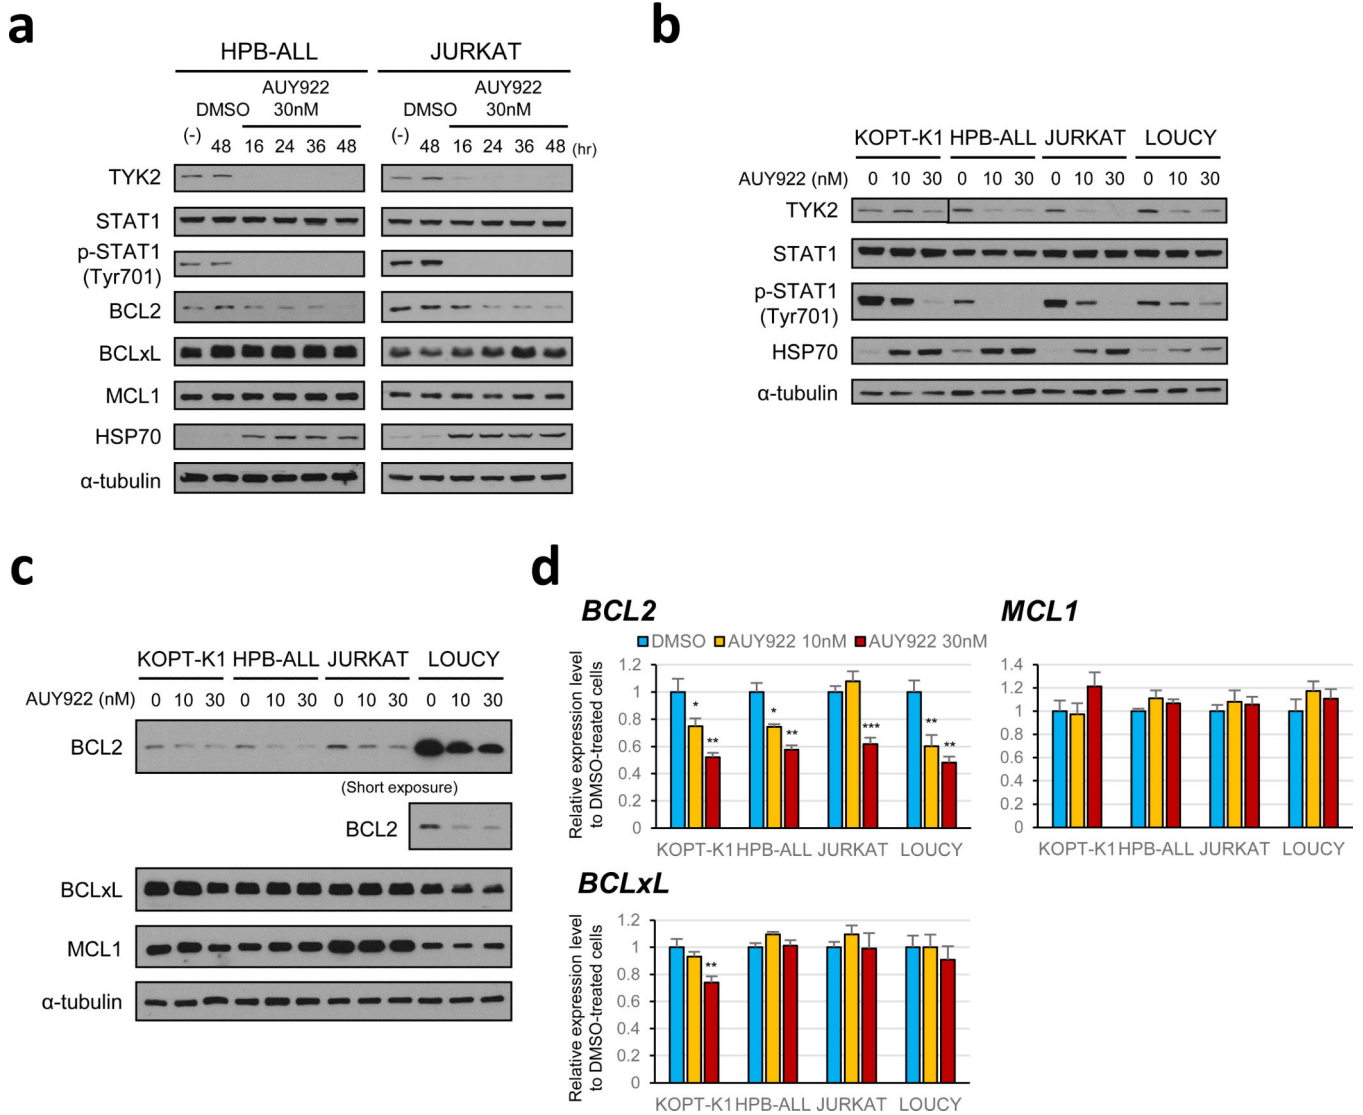 a
HPB-ALL JURKAT
AUY922 AUY922
DMSO 30nM DMSO 30nM
(-) 48 16 24 36 48 (-) 48 16 24 36 48 (hr)
TYK2
STAT1
p-STAT1
(Tyr701)
BCL2
BCLxL
MCL1
HSP70
α-tubulin
b
KOPT-K1 HPB-ALL JURKAT LOUCY
AUY922 (nM) 0 10 30 0 10 30 0 10 30 0 10 30
TYK2
STAT1
p-STAT1
(Tyr701)
HSP70
α-tubulin
c
KOPT-K1 HPB-ALL JURKAT LOUCY
AUY922 (nM) 0 10 30 0 10 30 0 10 30 0 10 30
BCL2
(Short exposure)
BCL2
BCLxL
MCL1
α-tubulin
d
BCL2
DMSO AUY922 10nM AUY922 30nM
Relative expression level
to DMSO-treated cells
1.2
1
0.8
0.6
0.4
0.2
0
* ** * ** *** ** **
KOPT-K1 HPB-ALL JURKAT LOUCY
MCL1
1.4
1.2
1
0.8
0.6
0.4
0.2
0
KOPT-K1 HPB-ALL JURKAT LOUCY
BCLxL
Relative expression level
to DMSO-treated cells
1.2
1
0.8
0.6
0.4
0.2
0
**
KOPT-K1 HPB-ALL JURKAT LOUCY